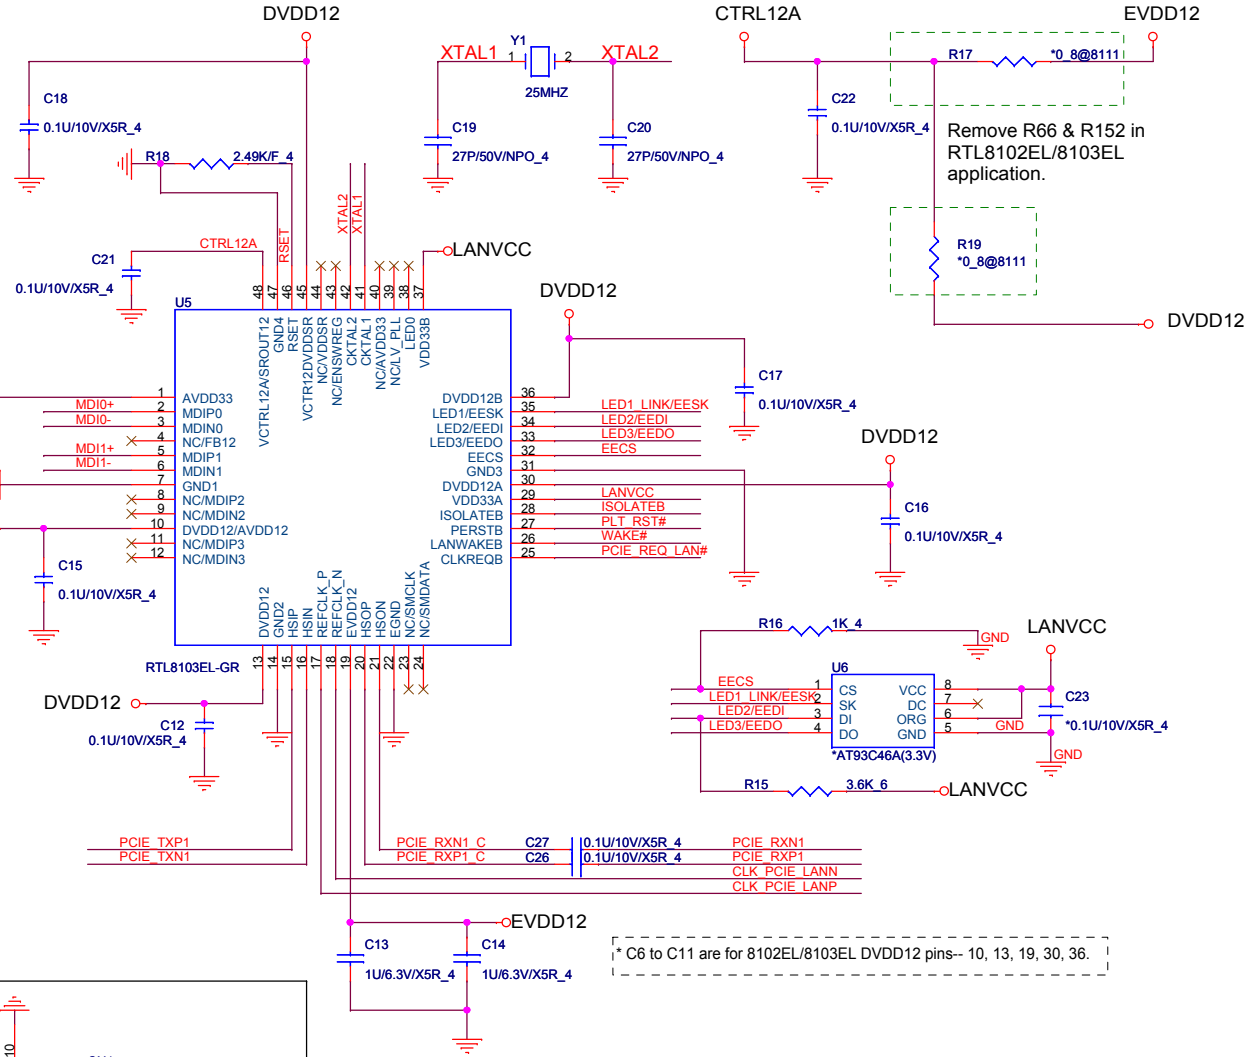 DVDD12
CTRL12A
EVDD12
XTAL1
1
Y1
2
XTAL2
25MHZ
R17
*0_8@8111
C18
0.1U/10V/X5R_4
C19
27P/50V/NPO_4
C20
27P/50V/NPO_4
C22
0.1U/10V/X5R_4
Remove R66 & R152 in
RTL8102EL/8103EL
application.
R18
2.49K/F_4
XTAL2
XTAL1
CTRL12A
RSET
LANVCC
C21
0.1U/10V/X5R_4
R19
*0_8@8111
DVDD12
DVDD12
U5
48
47
46
45
44
43
42
41
40
39
38
37
VCTRL12A/SROUT12
GND4
RSET
VCTR12DVDDSR
NC/VDDSR
NC/ENSWREG
CKTAL2
CKTAL1
NC/AVDD33
NC/LV_PLL
LED0
VDD33B
C17
0.1U/10V/X5R_4
1 AVDD33
MDI0+ 2 MDIP0
MDI0- 3 MDIN0
4 NC/FB12
MDI1+ 5 MDIP1
MDI1- 6 MDIN1
7 GND1
8 NC/MDIP2
9 NC/MDIN2
10 DVDD12/AVDD12
11 NC/MDIP3
12 NC/MDIN3
DVDD12B 36
LED1/EESK 35 LED1_LINK/EESK
LED2/EEDI 34 LED2/EEDI
LED3/EEDO 33 LED3/EEDO
EECS 32 EECS
GND3 31
DVDD12A 30
VDD33A 29 LANVCC
ISOLATEB 28 ISOLATEB
PERSTB 27 PLT_RST#
LANWAKEB 26 WAKE#
CLKREQB 25 PCIE_REQ_LAN#
DVDD12
C16
0.1U/10V/X5R_4
C15
0.1U/10V/X5R_4
DVDD12
GND2
HSIP
HSIN
REFCLK_P
REFCLK_N
EVDD12
HSOP
HSON
EGND
NC/SMCLK
NC/SMDATA
13
14
15
16
17
18
19
20
21
22
23
24
RTL8103EL-GR
DVDD12
C12
0.1U/10V/X5R_4
R16
1K_4
GND
LANVCC
U6
EECS 1 CS
LED1_LINK/EESK 2 SK
LED2/EEDI 3 DI
LED3/EEDO 4 DO
VCC 8
DC 7
ORG 6
GND 5 GND
*AT93C46A(3.3V)
C23
*0.1U/10V/X5R_4
GND
R15
3.6K_6
LANVCC
PCIE_TXP1
PCIE_TXN1
PCIE_RXN1_C C27 0.1U/10V/X5R_4 PCIE_RXN1
PCIE_RXP1_C C26 0.1U/10V/X5R_4 PCIE_RXP1
CLK_PCIE_LANN
CLK_PCIE_LANP
EVDD12
C13
1U/6.3V/X5R_4
C14
1U/6.3V/X5R_4
* C6 to C11 are for 8102EL/8103EL DVDD12 pins-- 10, 13, 19, 30, 36.
10